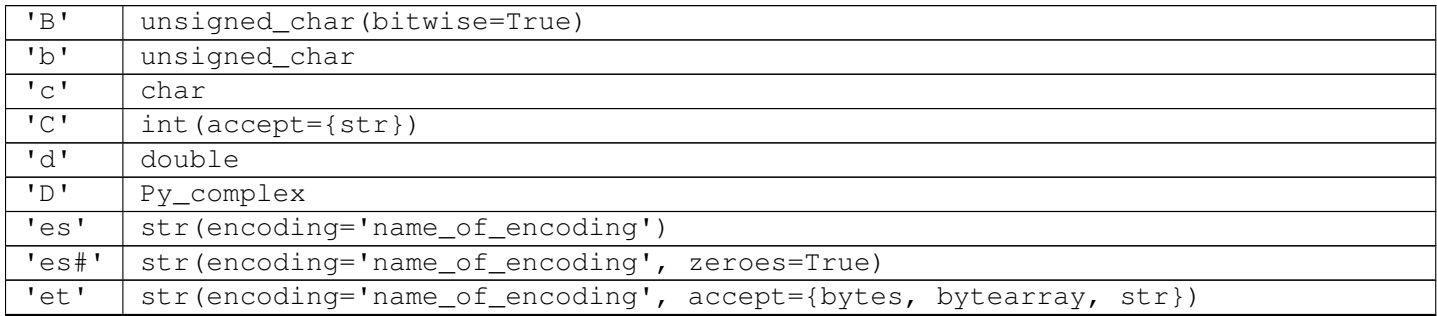 'B' unsigned_char(bitwise=True)
'b' unsigned_char
'c' char
'C' int(accept={str})
'd' double
'D' Py_complex
'es' str(encoding='name_of_encoding')
'es#' str(encoding='name_of_encoding', zeroes=True)
'et' str(encoding='name_of_encoding', accept={bytes, bytearray, str})